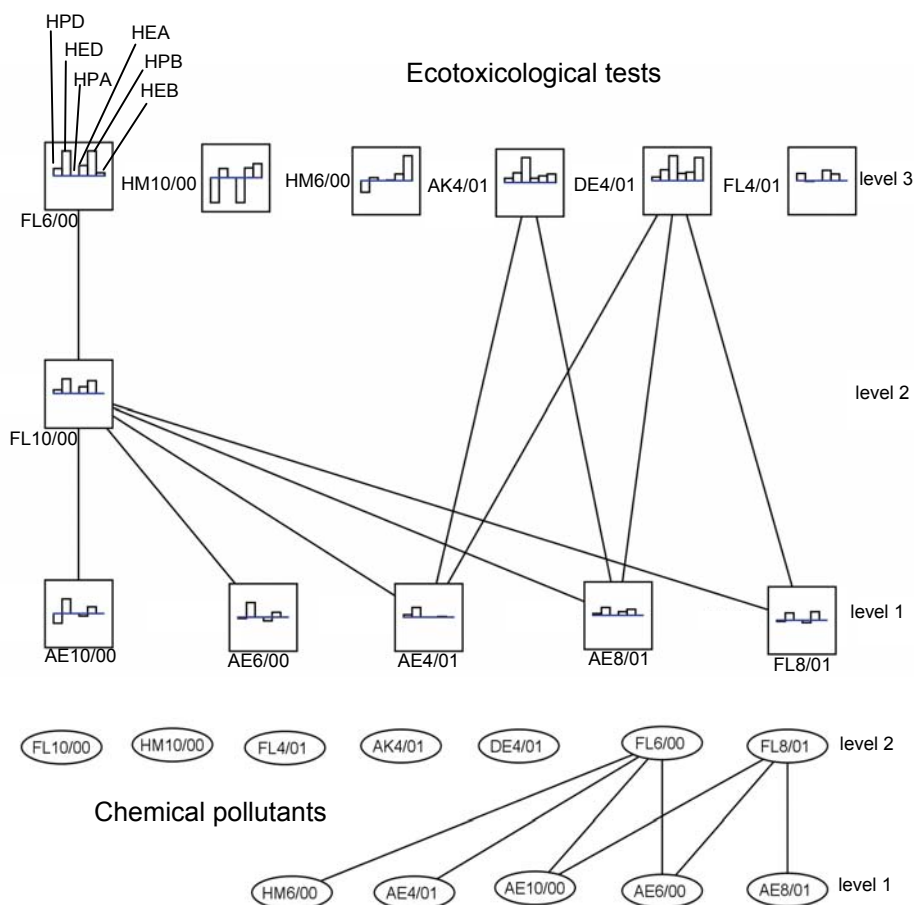 HPD
HED
HPA
HEA
HPB
HEB
Ecotoxicological tests
FL6/00
HM10/00
HM6/00
AK4/01
DE4/01
FL4/01
level 3
FL10/00
level 2
AE10/00
AE6/00
AE4/01
AE8/01
FL8/01
level 1
FL10/00
HM10/00
FL4/01
AK4/01
DE4/01
FL6/00
FL8/01
level 2
Chemical pollutants
HM6/00
AE4/01
AE10/00
AE6/00
AE8/01
level 1